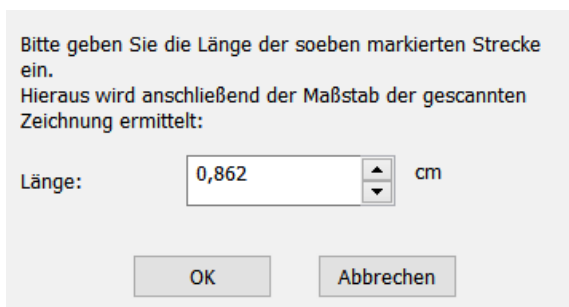 Bitte geben Sie die Länge der soeben markierten Strecke
ein.
Hieraus wird anschließend der Maßstab der gescannten
Zeichnung ermittelt:
Länge: 0,862 cm
OK Abbrechen